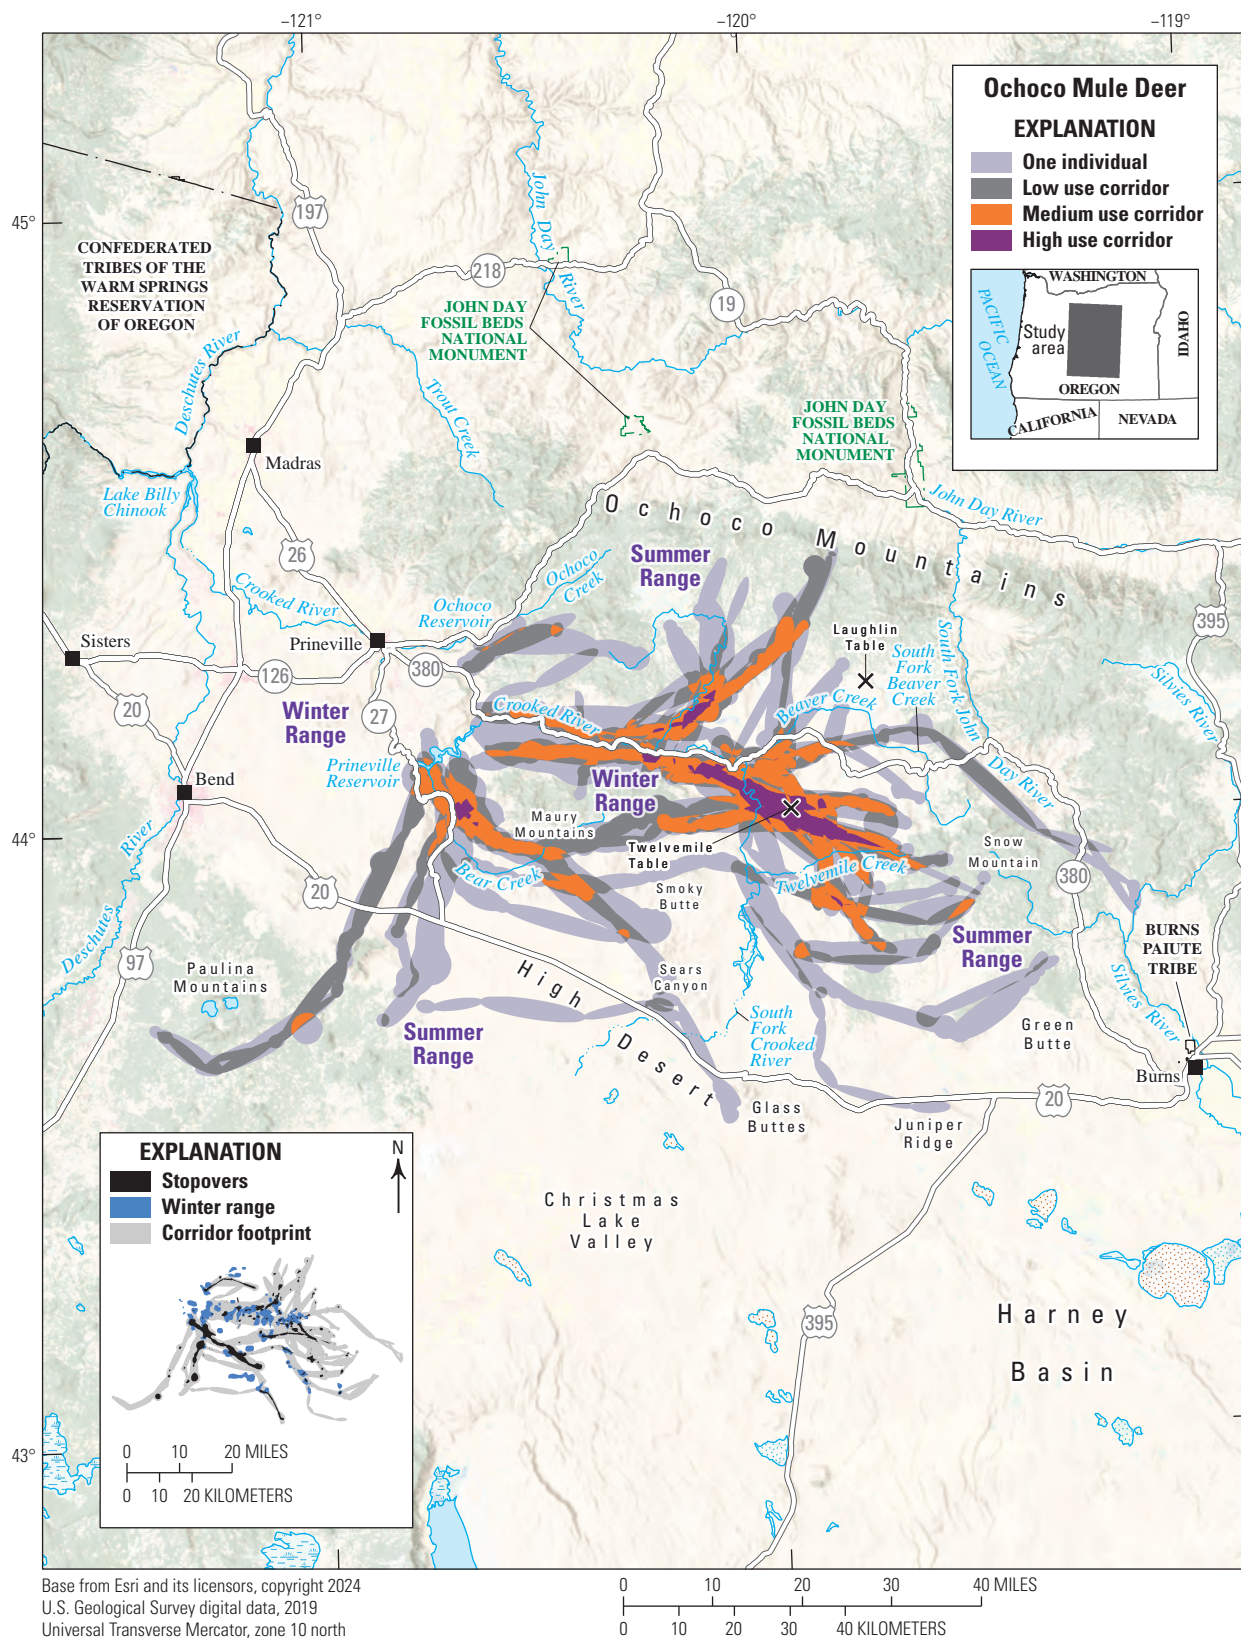 −121°
−120°
−119°
45°
44°
43°
Ochoco Mule Deer
EXPLANATION
One individual
Low use corridor
Medium use corridor
High use corridor
WASHINGTON
PACIFIC OCEAN
Study
area
IDAHO
OREGON
CALIFORNIA
NEVADA
197
CONFEDERATED
TRIBES OF THE
WARM SPRINGS
RESERVATION
OF OREGON
218
John Day River
19
JOHN DAY
FOSSIL BEDS
NATIONAL
MONUMENT
Deschutes River
Trout Creek
JOHN DAY
FOSSIL BEDS
NATIONAL
MONUMENT
Madras
Lake Billy
Chinook
John Day River
Ochoco Mountains
26
Summer
Range
Ochoco
Creek
Crooked River
Ochoco
Reservoir
395
Sisters
Prineville
Laughlin
Table
South
Fork
Beaver
Creek
South Fork John
Day River
Silvies River
126
380
20
Winter
Range
27
Crooked River
Beaver Creek
Prineville
Reservoir
Bend
Winter
Range
Maury
Mountains
Twelvemile
Table
Snow
Mountain
Deschutes
River
Bear Creek
Twelvemile Creek
380
20
Smoky
Butte
97
Summer
Range
BURNS
PAIUTE
TRIBE
Paulina
Mountains
High Desert
Sears
Canyon
Silvies River
Summer
Range
South
Fork
Crooked
River
Green
Butte
Burns
20
Glass
Buttes
Juniper
Ridge
Christmas
Lake
Valley
395
Harney
Basin
EXPLANATION
N
Stopovers
Winter range
Corridor footprint
0 10 20 MILES
0 10 20 KILOMETERS
Base from Esri and its licensors, copyright 2024
U.S. Geological Survey digital data, 2019
Universal Transverse Mercator, zone 10 north
0 10 20 30 40 MILES
0 10 20 30 40 KILOMETERS